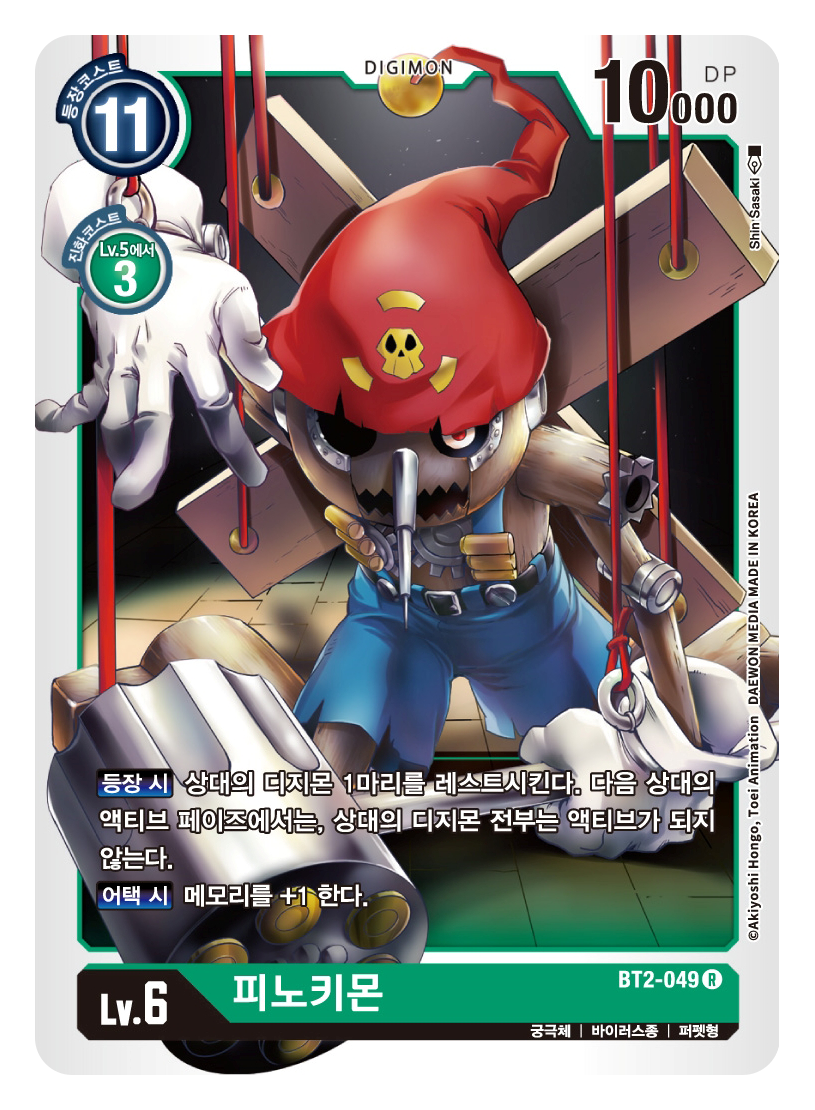 DIGIMON
등장코스트
11
10000
DP
진화코스트
Lv.5에서
3
Shin Sasaki
등장 시 상대의 디지몬 1마리를 레스트시킨다. 다음 상대의
액티브 페이즈에서는, 상대의 디지몬 전부는 액티브가 되지
않는다.
어택 시 메모리를 +1 한다.
©Akiyoshi Hongo, Toei Animation DAEWON MEDIA MADE IN KOREA
Lv.6
피노키몬
BT2-049 R
궁극체 | 바이러스종 | 퍼펫형